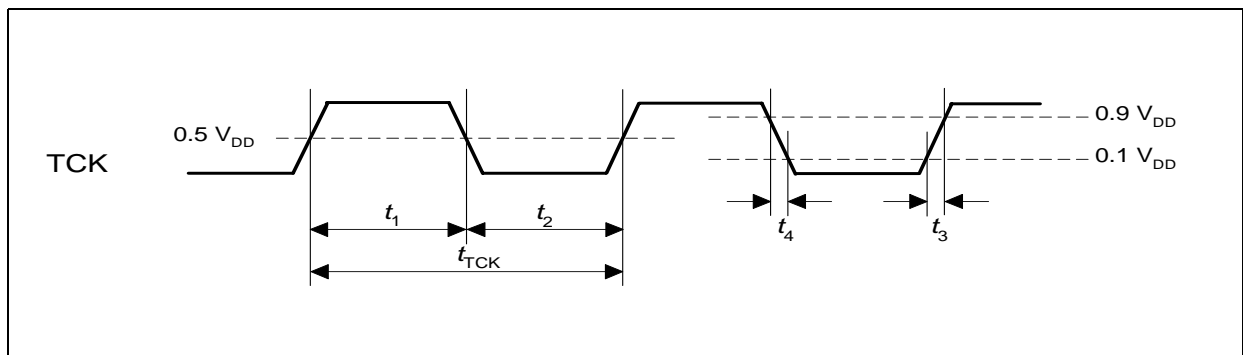 0.5 V_DD
0.9 V_DD
TCK
0.1 V_DD
t_1
t_2
t_4
t_3
t_TCK